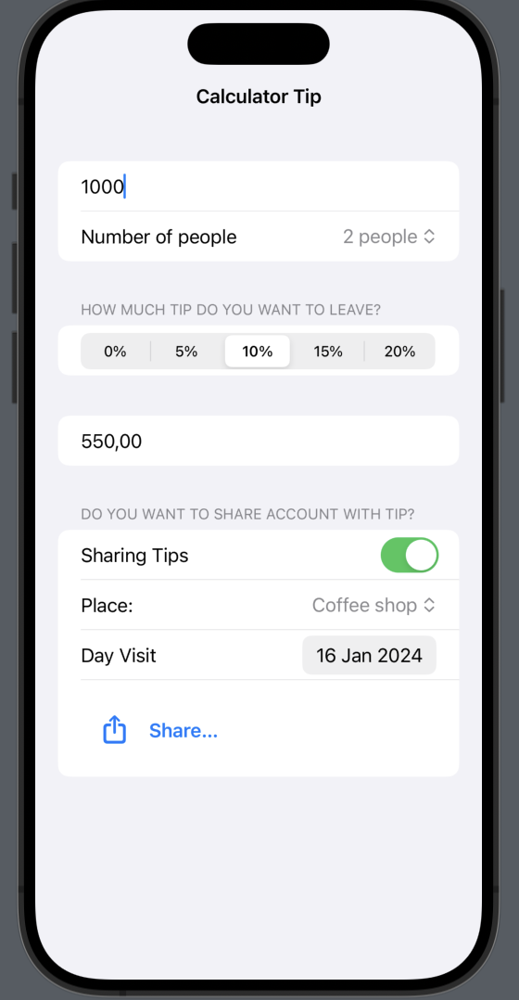 Calculator Tip
1000
Number of people 2 people
HOW MUCH TIP DO YOU WANT TO LEAVE?
0% 5% 10% 15% 20%
550,00
DO YOU WANT TO SHARE ACCOUNT WITH TIP?
Sharing Tips
Place: Coffee shop
Day Visit 16 Jan 2024
Share...